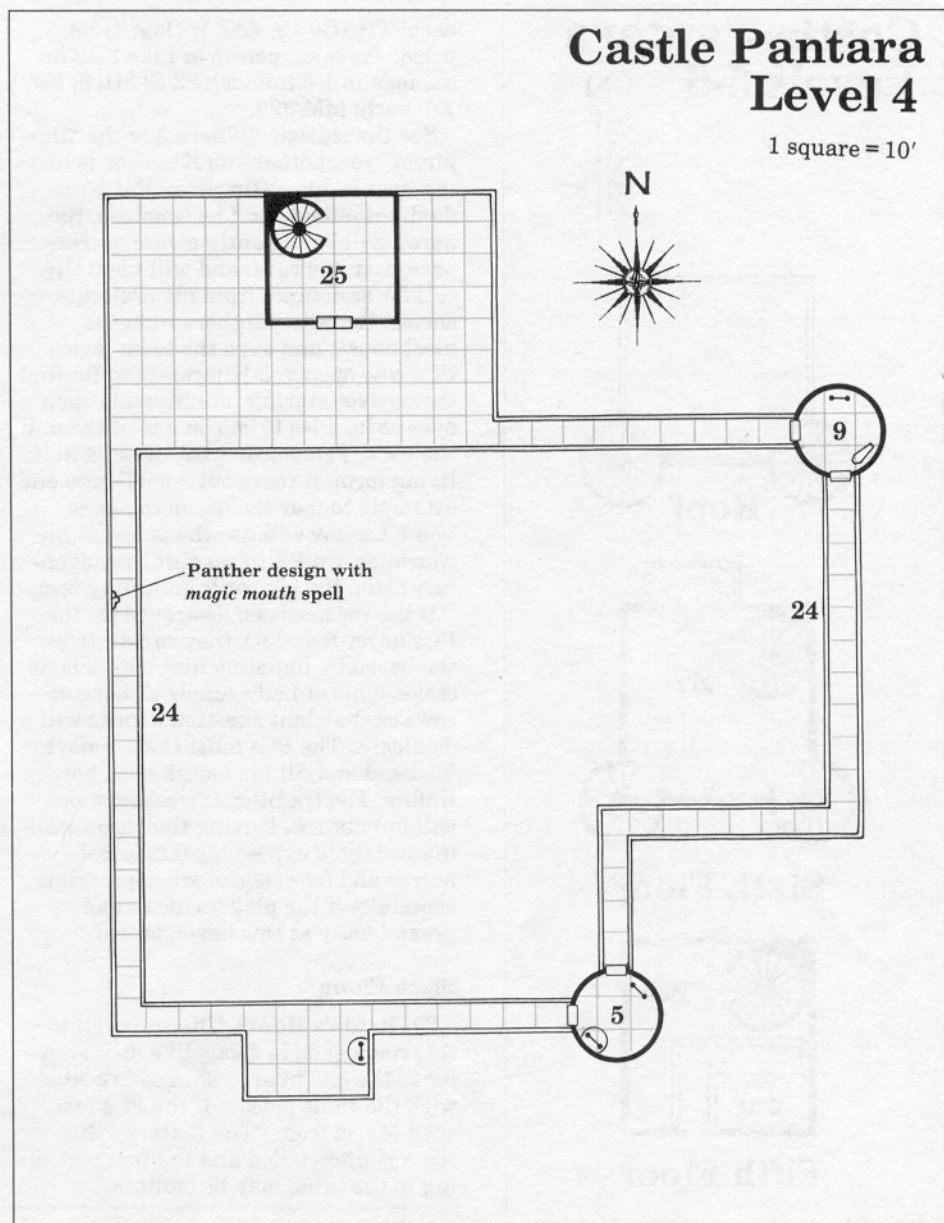 Castle Pantara
Level 4
1 square = 10'
N
25
9
Panther design with
magic mouth spell
24
24
5